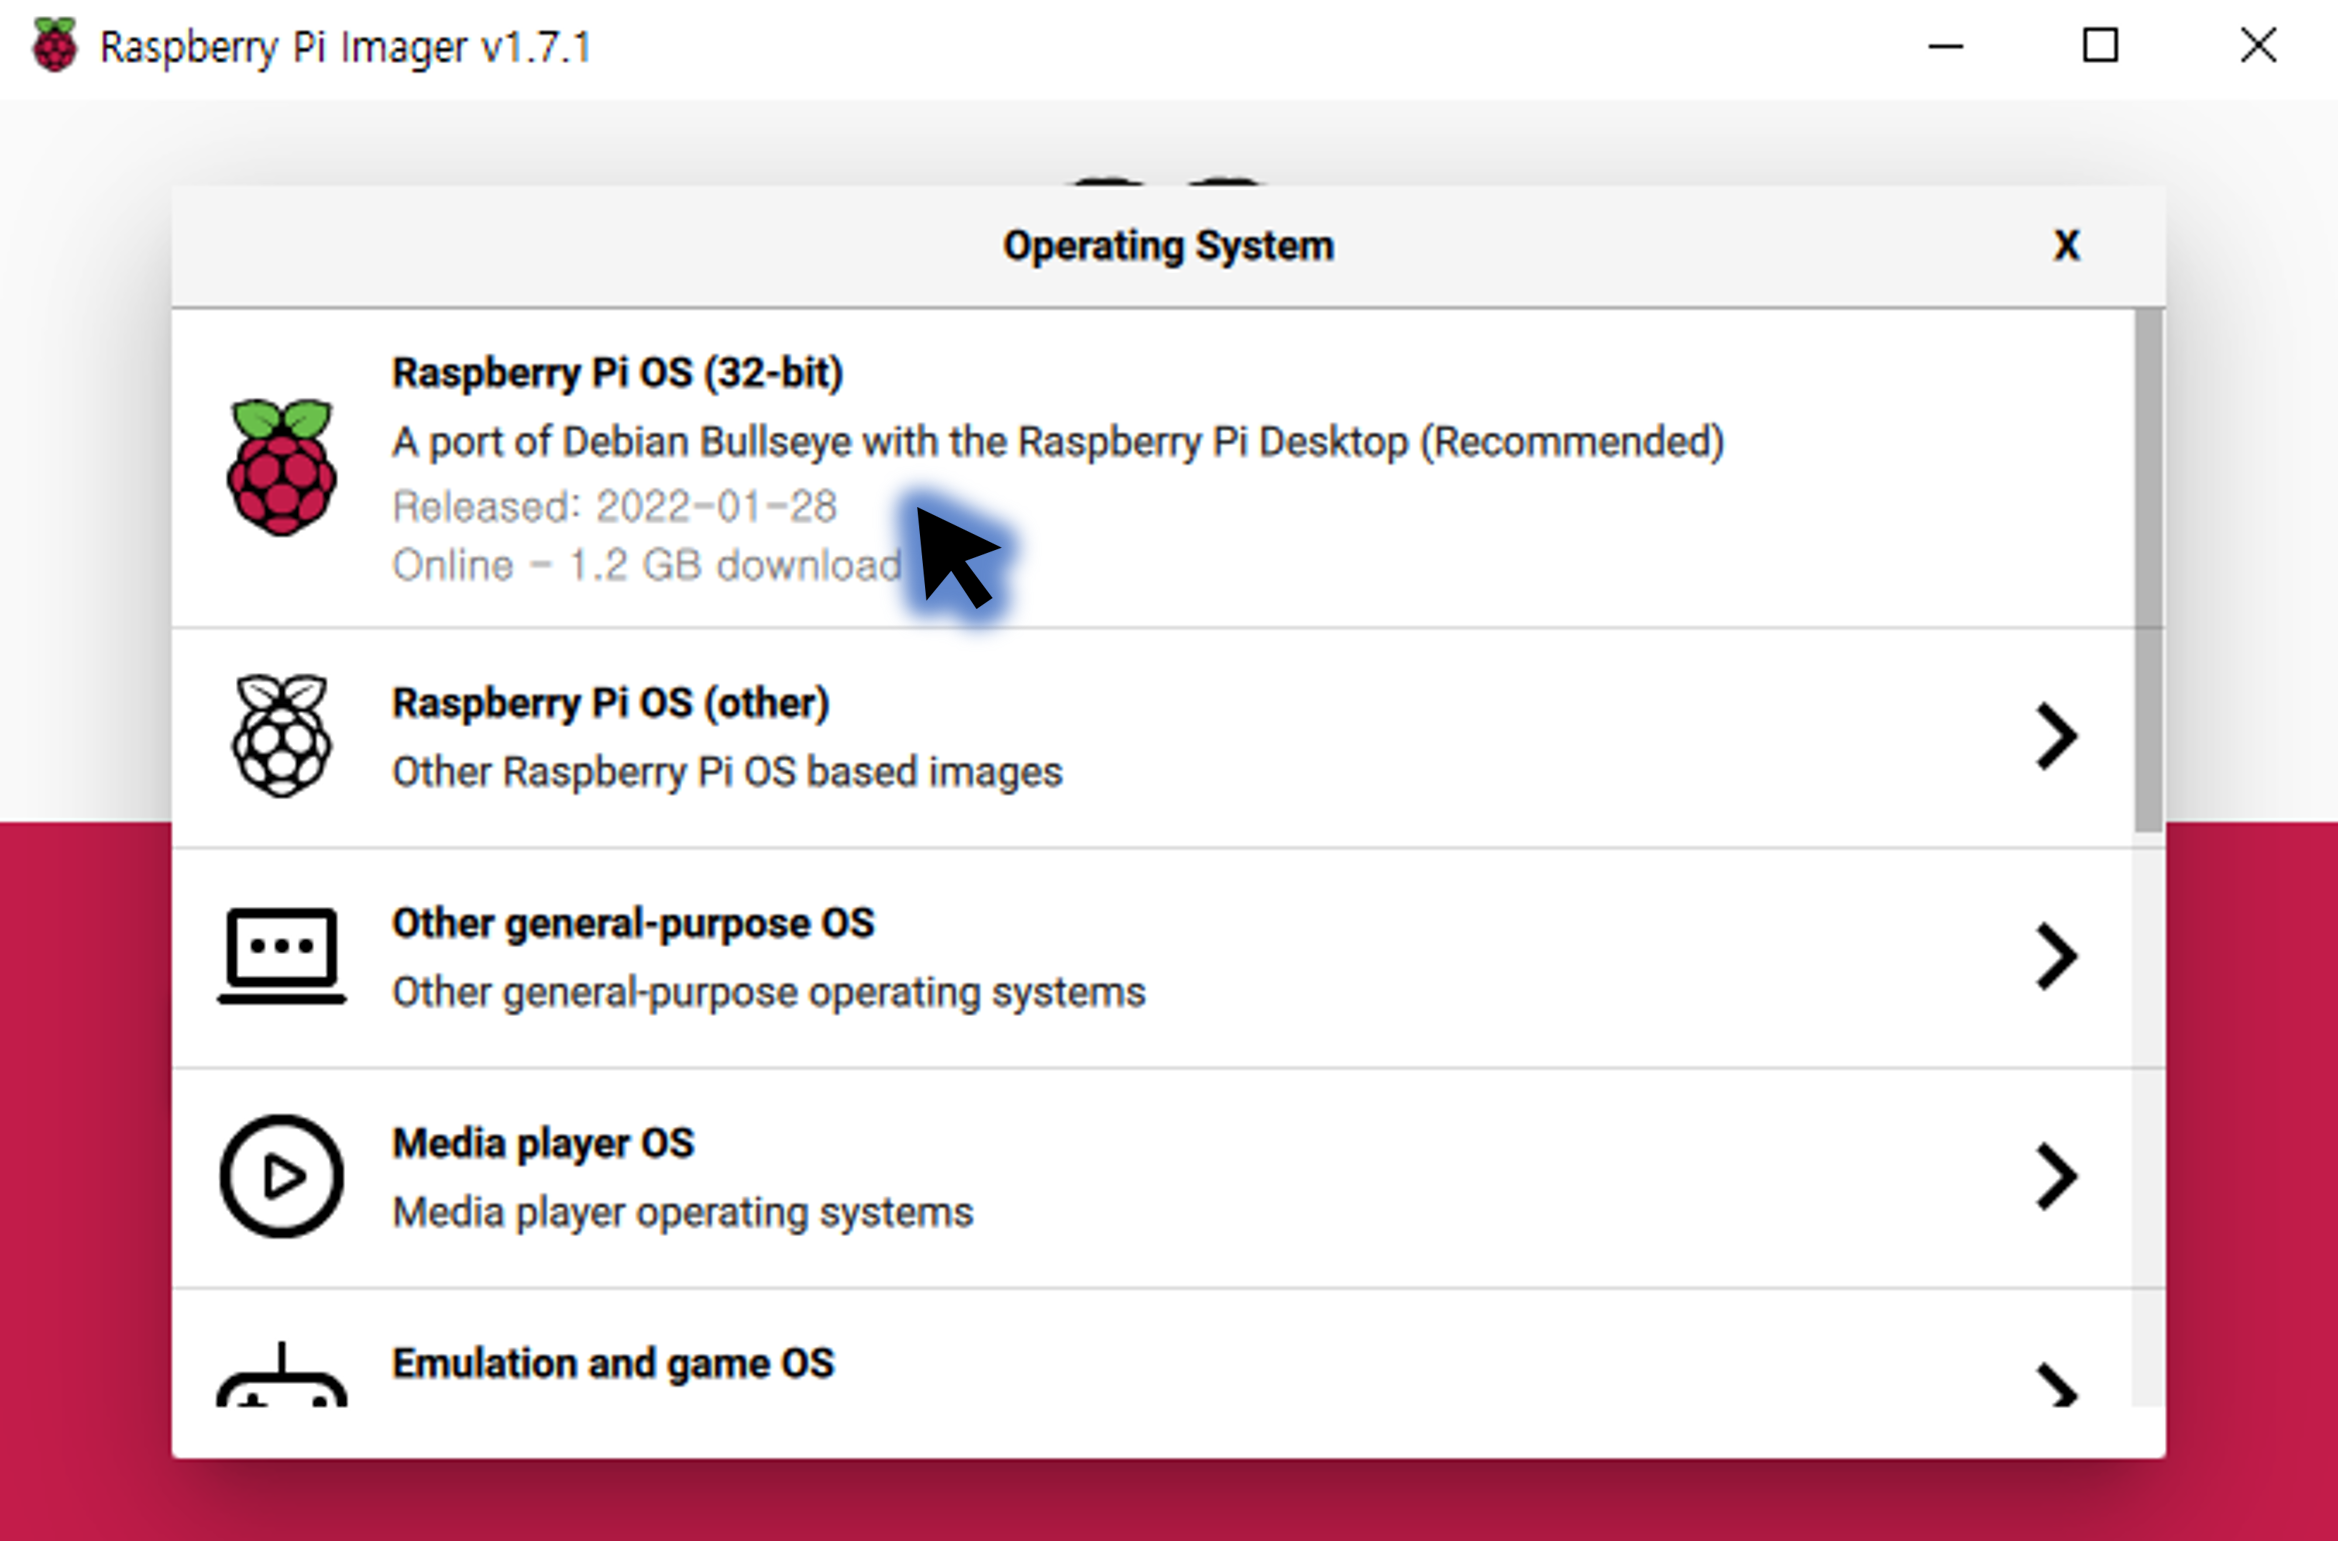 Raspberry Pi Imager v1.7.1
Operating System
X
Raspberry Pi OS (32-bit)
A port of Debian Bullseye with the Raspberry Pi Desktop (Recommended)
Released: 2022-01-28
Online - 1.2 GB download
Raspberry Pi OS (other)
Other Raspberry Pi OS based images
Other general-purpose OS
Other general-purpose operating systems
Media player OS
Media player operating systems
Emulation and game OS